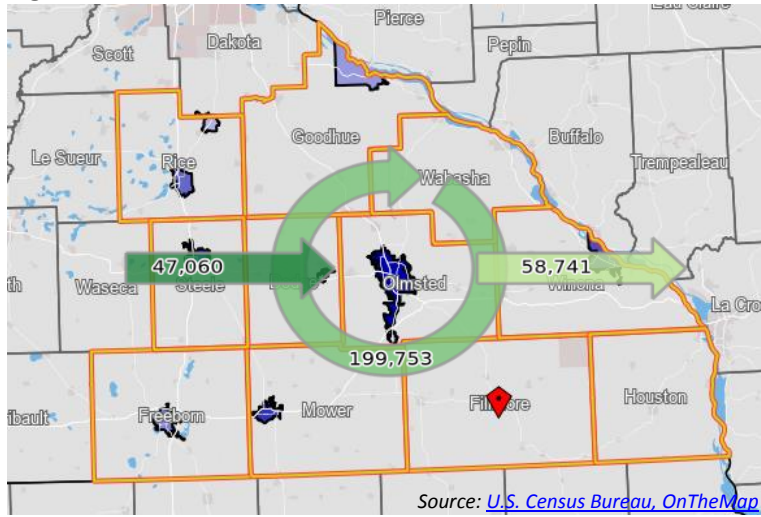 Pierce
Eau Claire
Dakota
Scott
Pepin
Goodhue
Buffalo
Le Sueur
Rice
Trempealeau
Wabasha
47,060
58,741
Waseca
Steele
Olmsted
Winona
La Cro
199,753
Freeborn
Mower
Fillmore
Houston
ribault
Source: U.S. Census Bureau, OnTheMap